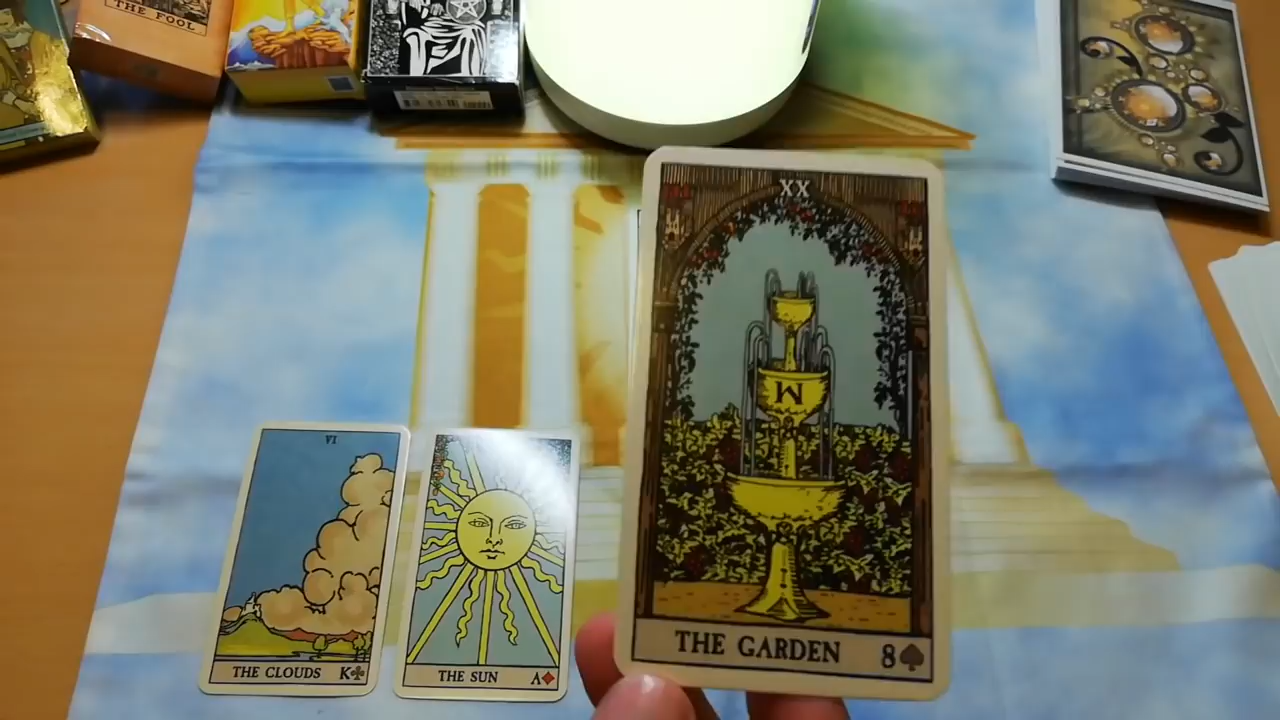 THE FOOL
XX
M
THE GARDEN 8
VI
THE CLOUDS K
THE SUN A